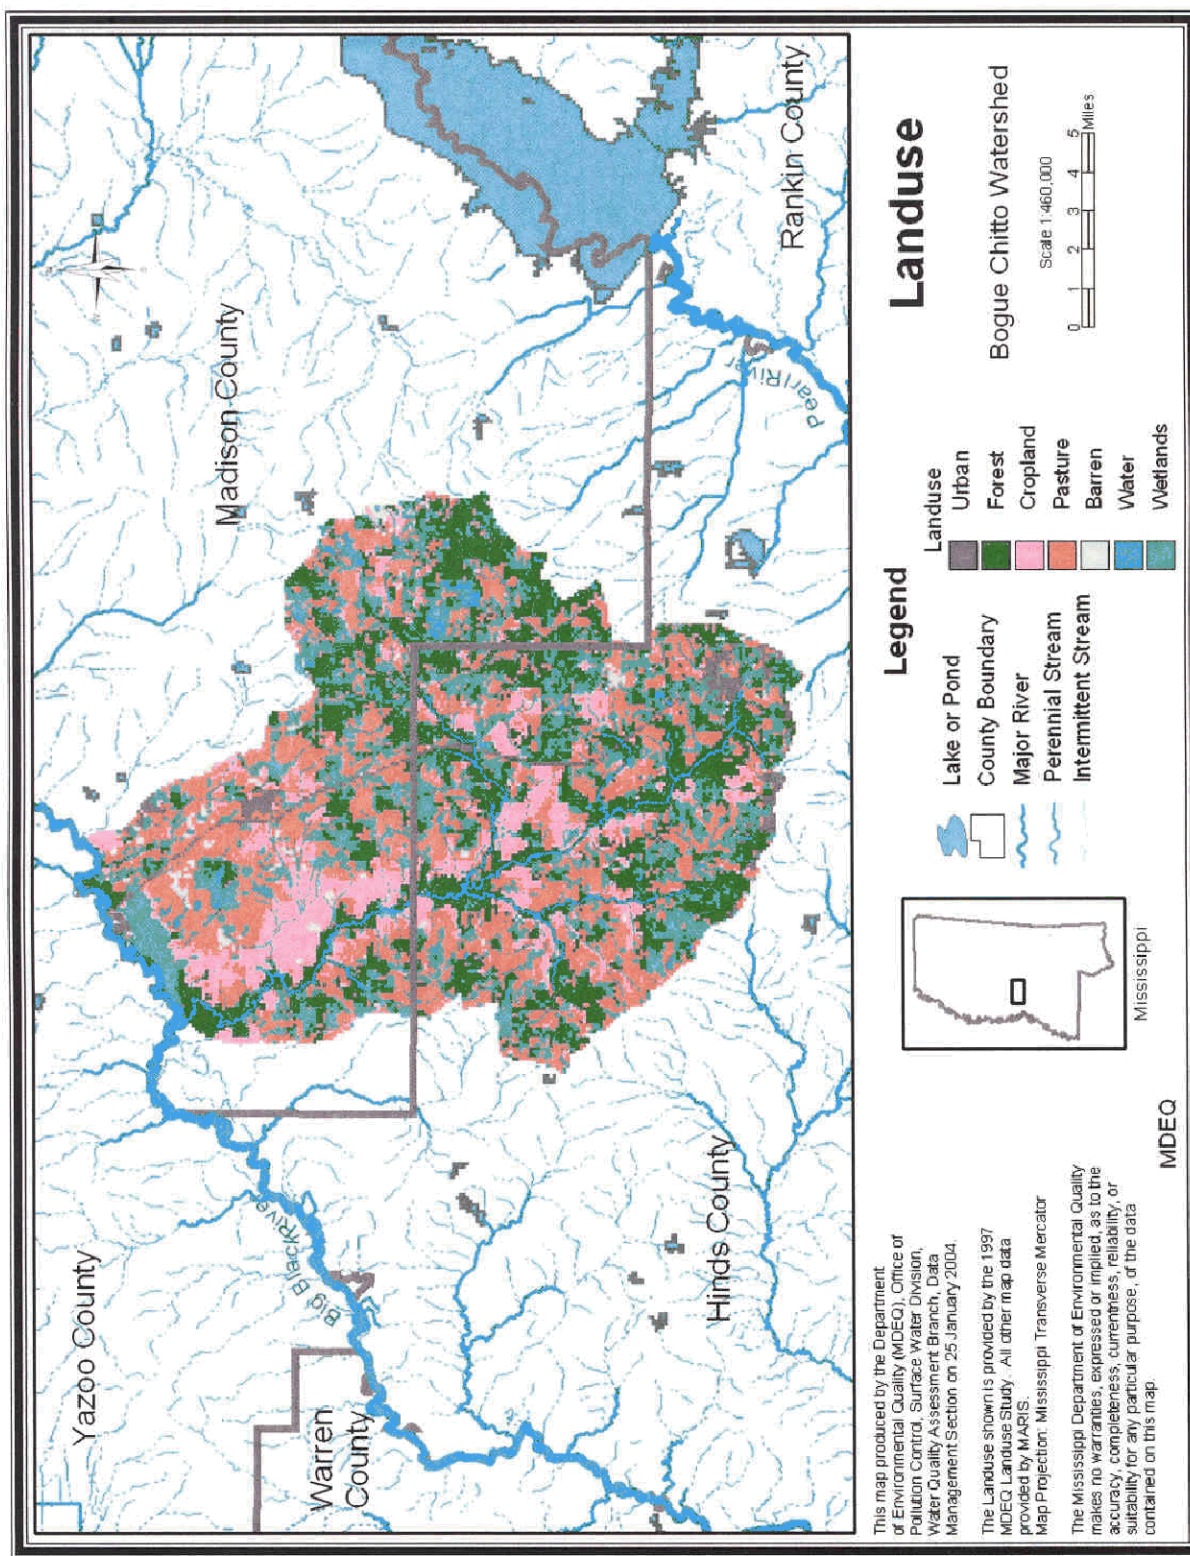 Yazoo County
Madison County
Warren
County
Big Black River
Hinds County
Rankin County
Pearl River
This map produced by the Department
of Environmental Quality (MDEQ), Office of
Pollution Control, Surface Water Division,
Water Quality Assessment Branch, Data
Management Section on 25 January 2004.
The Landuse shown is provided by the 1997
MDEQ Landuse Study. All other map data
provided by MARIS.
Map Projection: Mississippi Transverse Mercator
The Mississippi Department of Environmental Quality
makes no warranties, expressed or implied, as to the
accuracy, completeness, currentness, reliability, or
suitability for any particular purpose, of the data
contained on this map.
MDEQ
Mississippi
Legend
Lake or Pond
County Boundary
Major River
Perennial Stream
Intermittent Stream
Landuse
Urban
Forest
Cropland
Pasture
Barren
Water
Wetlands
Landuse
Bogue Chitto Watershed
Scale 1:460,000
0 1 2 3 4 5
Miles